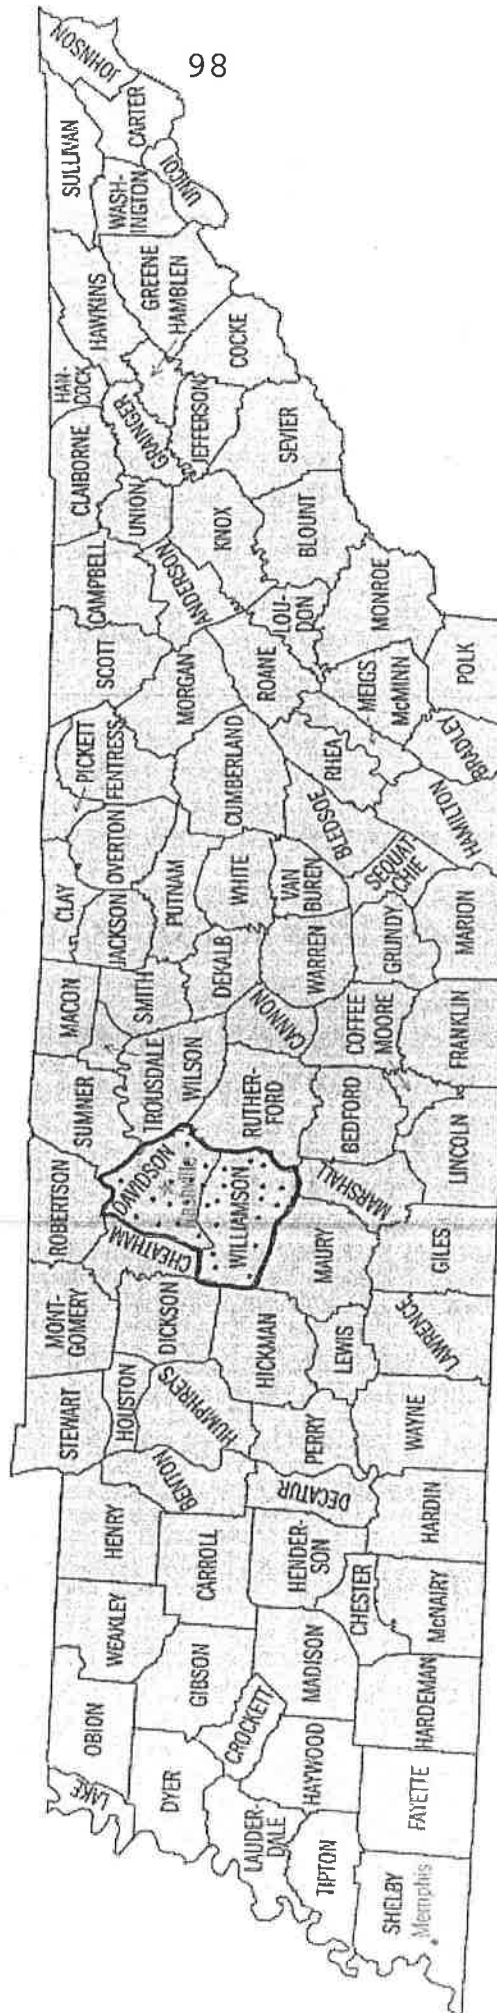 98
JOHNSON
SULLIVAN
CARTER
UNICOI
WASH-
INGTON
GREENE
HAWKINS
HAMBLEN
COCKE
HAN-
COCK
GRAINGER
JEFFERSON
SEVIER
CLAIBORNE
UNION
KNOX
BLOUNT
CAMPBELL
ANDERSON
LOU-
DON
MONROE
SCOTT
MORGAN
ROANE
MEIGS
McMINN
POLK
PICKETT
FENTRESS
CUMBERLAND
RHEA
BRADLEY
OVERTON
BLEDSOE
HAMILTON
CLAY
JACKSON
PUTNAM
WHITE
VAN
BUREN
SEQUAT-
CHIE
MACON
SMITH
DEKALB
WARREN
GRUNDY
MARION
SUMNER
TROUSDALE
WILSON
CANNON
COFFEE
MOORE
FRANKLIN
RUTHER-
FORD
BEDFORD
LINCOLN
ROBERTSON
DAVIDSON
Nashville
WILLIAMSON
MARSHALL
CHEATHAM
MAURY
GILES
MONT-
GOMERY
DICKSON
HICKMAN
LEWIS
LAWRENCE
STEWART
HOUSTON
HUMPHREYS
PERRY
WAYNE
BENTON
DECATUR
HENRY
CARROLL
HENDER-
SON
HARDIN
WEAKLEY
CHESTER
McNAIRY
GIBSON
MADISON
HARDEMAN
OBION
CROCKETT
HAYWOOD
FAYETTE
LAKE
DYER
LAUDER-
DALE
TIPTON
SHELBY
Memphis